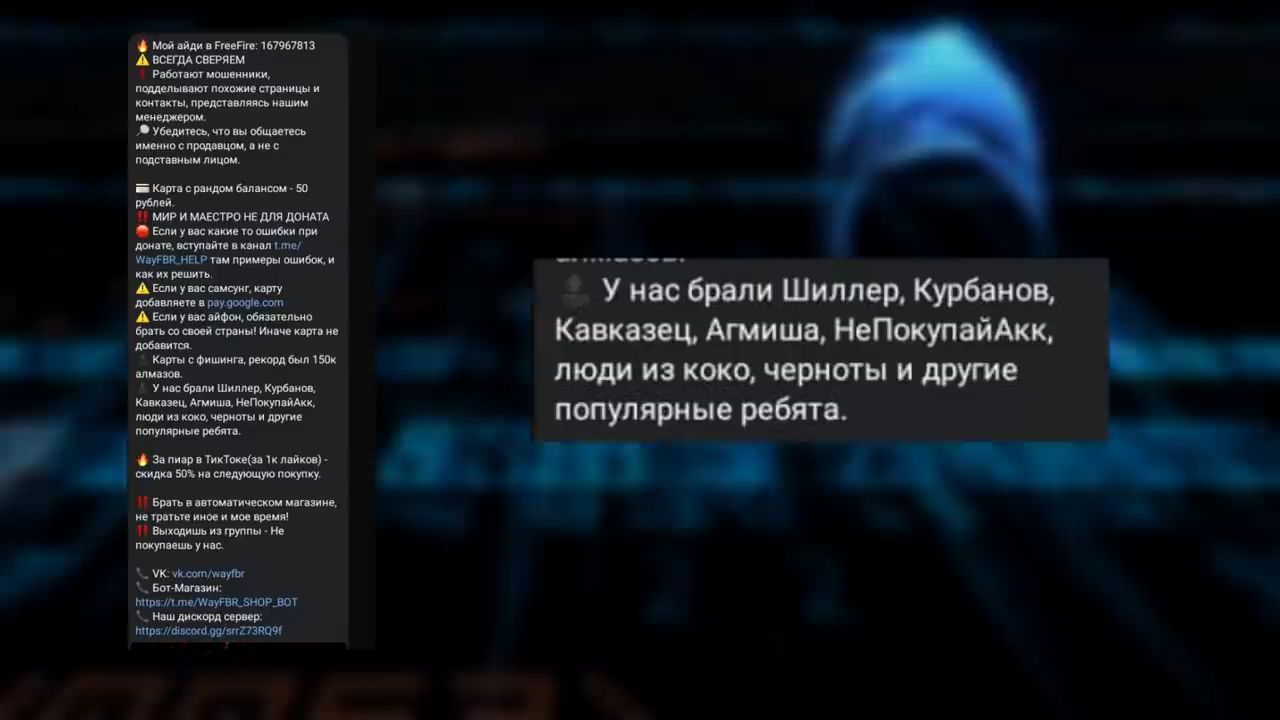 🔥 Мой айди в FreeFire: 167967813
⚠️ ВСЕГДА СВЕРЯЕМ
❗ Работают мошенники,
подделывают похожие страницы и
контакты, представляясь нашим
менеджером.
🔎 Убедитесь, что вы общаетесь
именно с продавцом, а не с
подставным лицом.
💳 Карта с рандом балансом - 50
рублей.
‼️ МИР И МАЕСТРО НЕ ДЛЯ ДОНАТА
🛑 Если у вас какие то ошибки при
донате, вступайте в канал t.me/
WayFBR_HELP там примеры ошибок, и
как их решить.
⚠️ Если у вас самсунг, карту
добавляете в pay.google.com
⚠️ Если у вас айфон, обязательно
брать со своей страны! Иначе карта не
добавится.
👤 Карты с фишинга, рекорд был 150к
алмазов.
👤 У нас брали Шиллер, Курбанов,
Кавказец, Агмиша, НеПокупайАкк,
люди из коко, черноты и другие
популярные ребята.
🔥 За пиар в ТикТоке(за 1к лайков) -
скидка 50% на следующую покупку.
‼️ Брать в автоматическом магазине,
не тратьте иное и мое время!
‼️ Выходишь из группы - Не
покупаешь у нас.
📞 VK: vk.com/wayfbr
📞 Бот-Магазин:
https://t.me/WayFBR_SHOP_BOT
📞 Наш дискорд сервер:
https://discord.gg/srrZ73RQ9f
👤 У нас брали Шиллер, Курбанов,
Кавказец, Агмиша, НеПокупайАкк,
люди из коко, черноты и другие
популярные ребята.